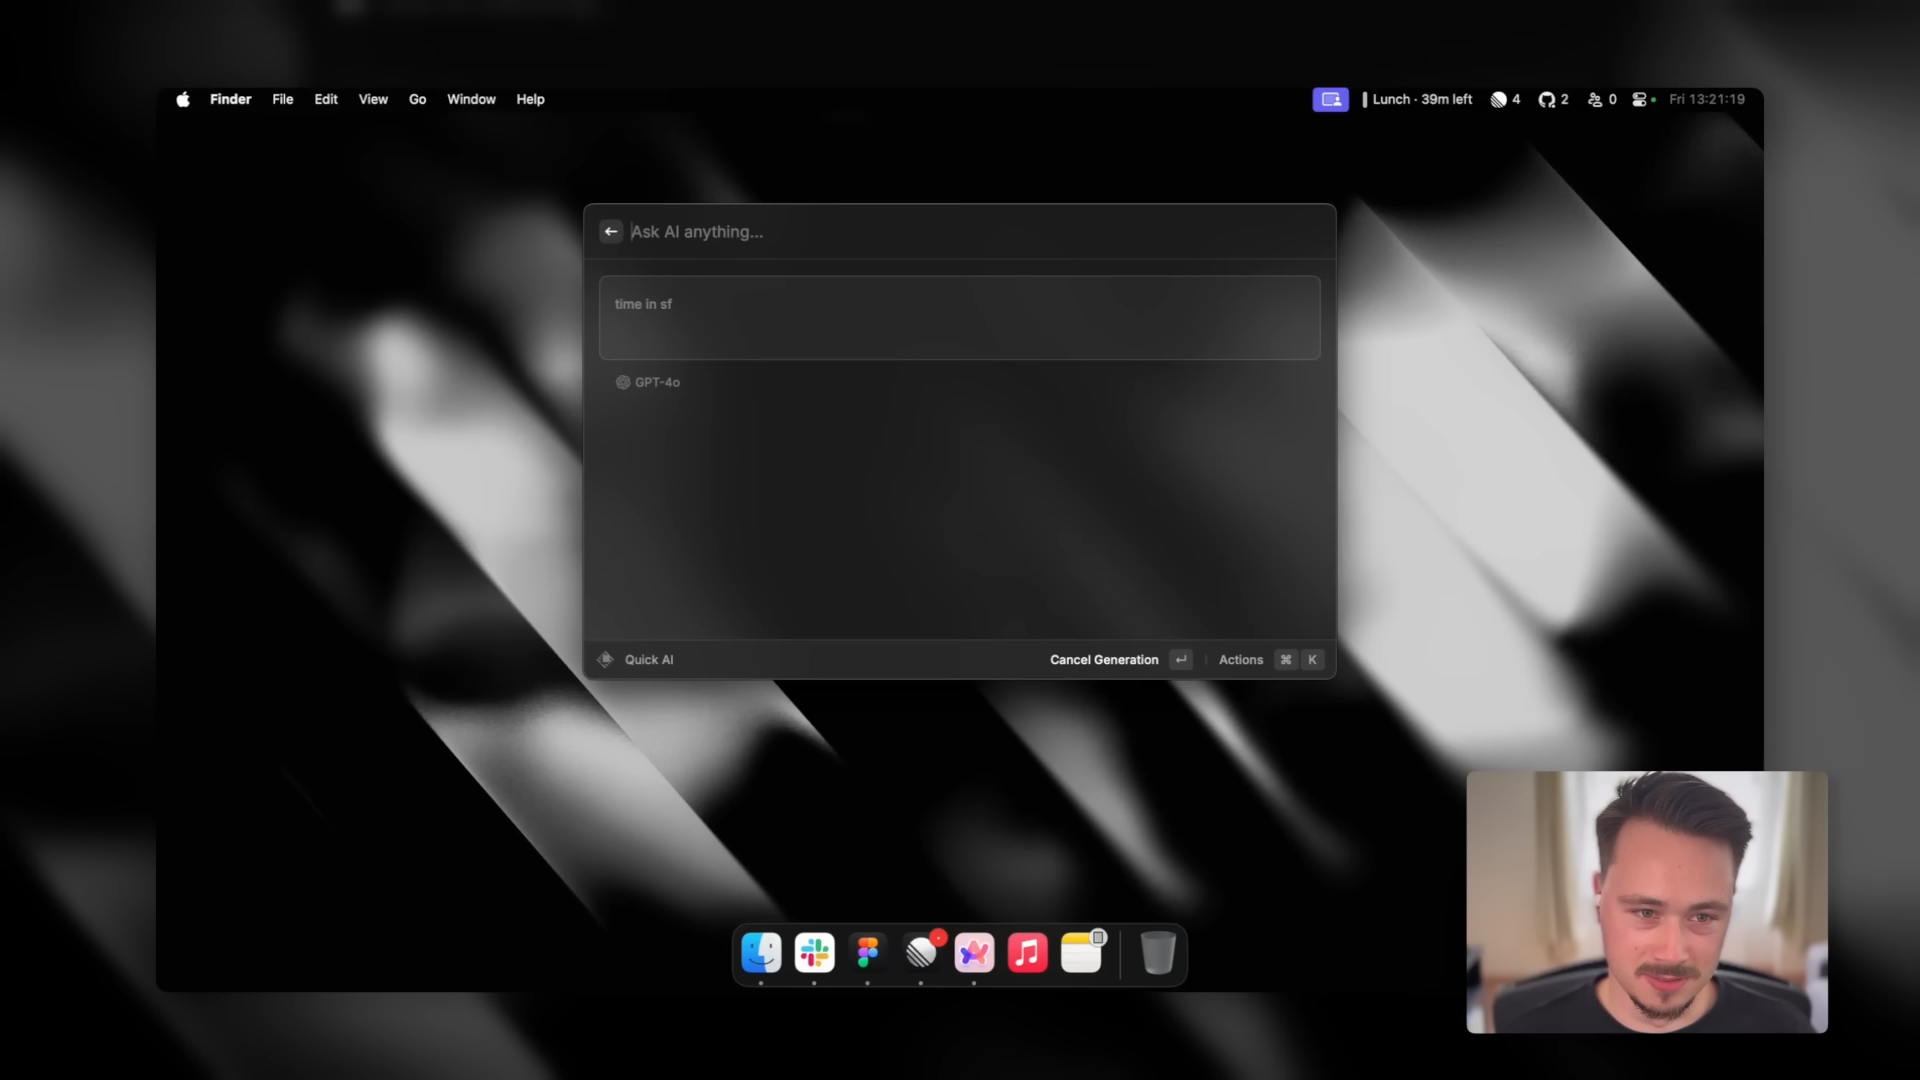 Finder File Edit View Go Window Help Lunch · 39m left 4 2 0 Fri 13:21:19
Ask AI anything...
time in sf
GPT-4o
Quick AI Cancel Generation ↵ Actions ⌘ K